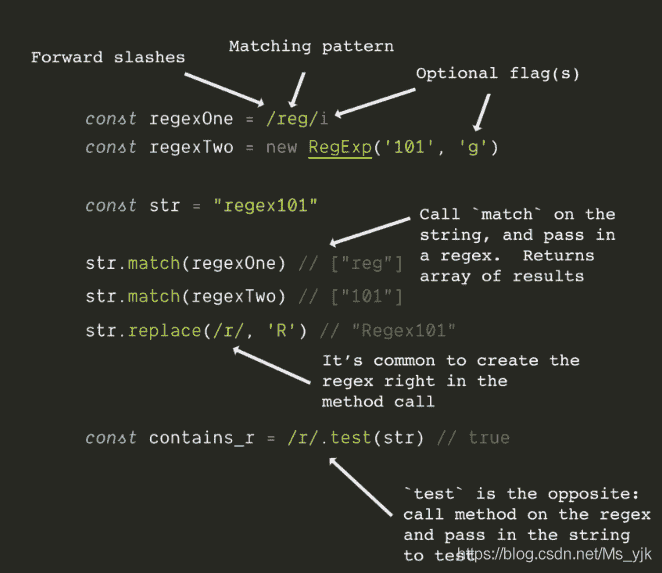 Matching pattern
Forward slashes
Optional flag(s)
const regexOne = /reg/i
const regexTwo = new RegExp('101', 'g')
const str = "regex101"
Call `match` on the
string, and pass in
a regex. Returns
array of results
str.match(regexOne) // ["reg"]
str.match(regexTwo) // ["101"]
str.replace(/r/, 'R') // "Regex101"
It’s common to create the
regex right in the
method call
const contains_r = /r/.test(str) // true
`test` is the opposite:
call method on the regex
and pass in the string
to test
https://blog.csdn.net/Ms_yjk